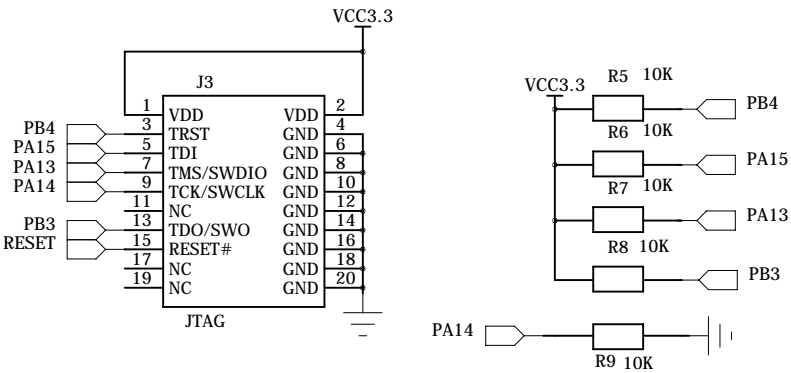 VCC3.3
J3
1 VDD VDD 2
PB4 3 TRST GND 4
PA15 5 TDI GND 6
PA13 7 TMS/SWDIO GND 8
PA14 9 TCK/SWCLK GND 10
11 NC GND 12
PB3 13 TDO/SWO GND 14
RESET 15 RESET# GND 16
17 NC GND 18
19 NC GND 20
JTAG
VCC3.3
R5 10K
PB4
R6 10K
PA15
R7 10K
PA13
R8 10K
PB3
PA14
R9 10K